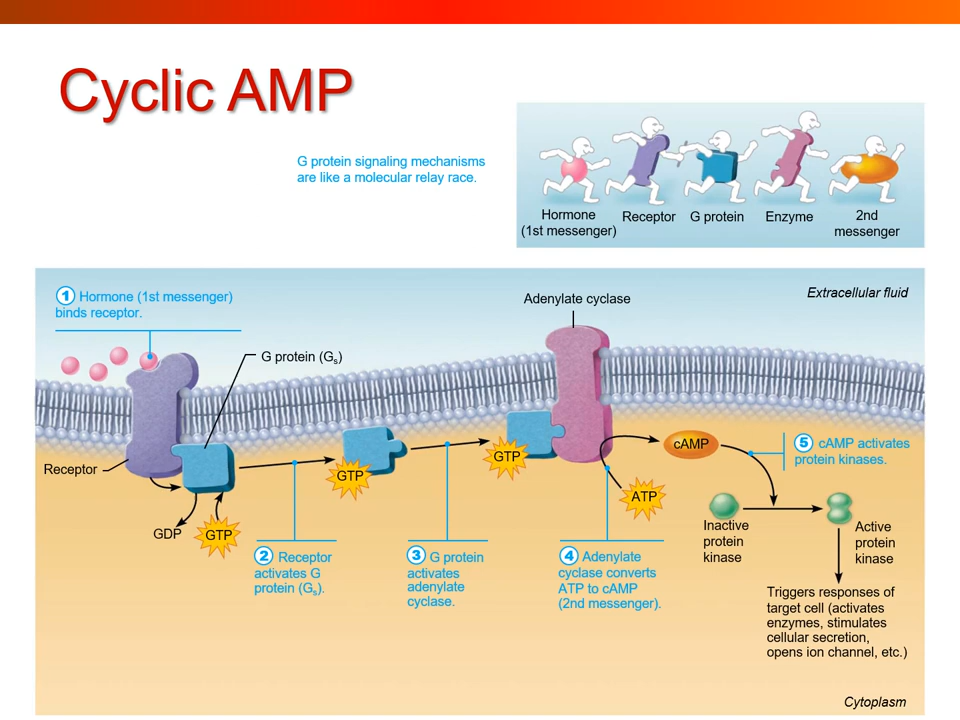 Cyclic AMP
G protein signaling mechanisms
are like a molecular relay race.
Hormone
(1st messenger)
Receptor
G protein
Enzyme
2nd
messenger
1 Hormone (1st messenger)
binds receptor.
G protein (Gs)
Adenylate cyclase
Extracellular fluid
Receptor
GDP
GTP
GTP
GTP
ATP
cAMP
5 cAMP activates
protein kinases.
2 Receptor
activates G
protein (Gs).
3 G protein
activates
adenylate
cyclase.
4 Adenylate
cyclase converts
ATP to cAMP
(2nd messenger).
Inactive
protein
kinase
Active
protein
kinase
Triggers responses of
target cell (activates
enzymes, stimulates
cellular secretion,
opens ion channel, etc.)
Cytoplasm